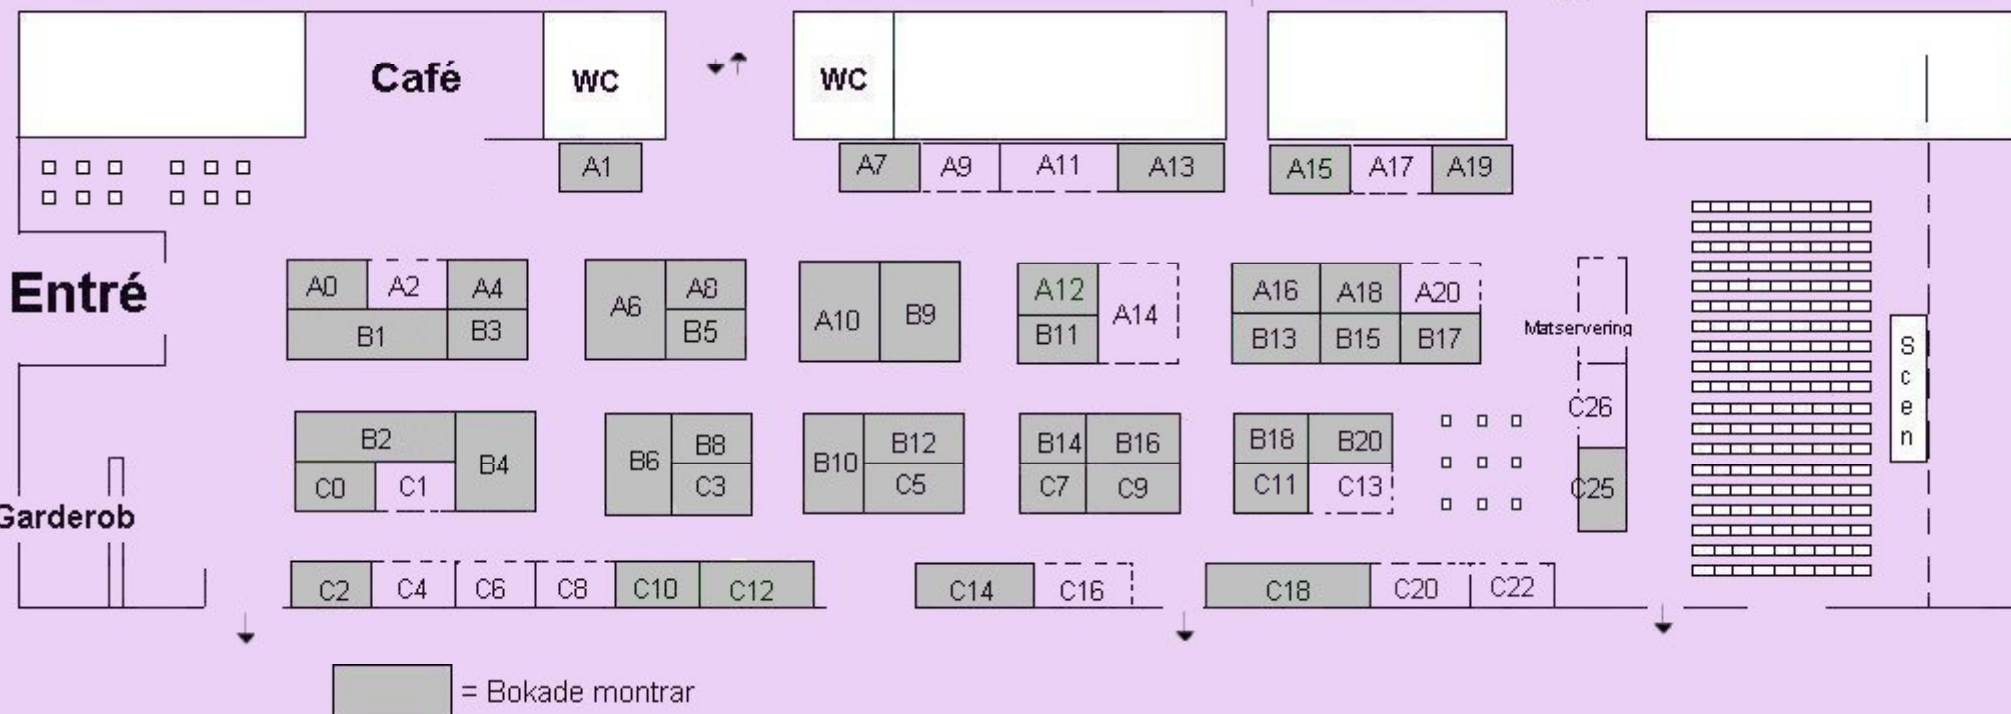 Café
WC
WC
A1
A7
A9
A11
A13
A15
A17
A19
Entré
A0
A2
A4
B1
B3
A6
A8
B5
A10
B9
A12
B11
A14
A16
A18
A20
B13
B15
B17
Matservering
Scen
B2
B4
C0
C1
B6
B8
C3
B10
B12
C5
B14
B16
C7
C9
B18
B20
C11
C13
C26
C25
Garderob
C2
C4
C6
C8
C10
C12
C14
C16
C18
C20
C22
= Bokade montrar